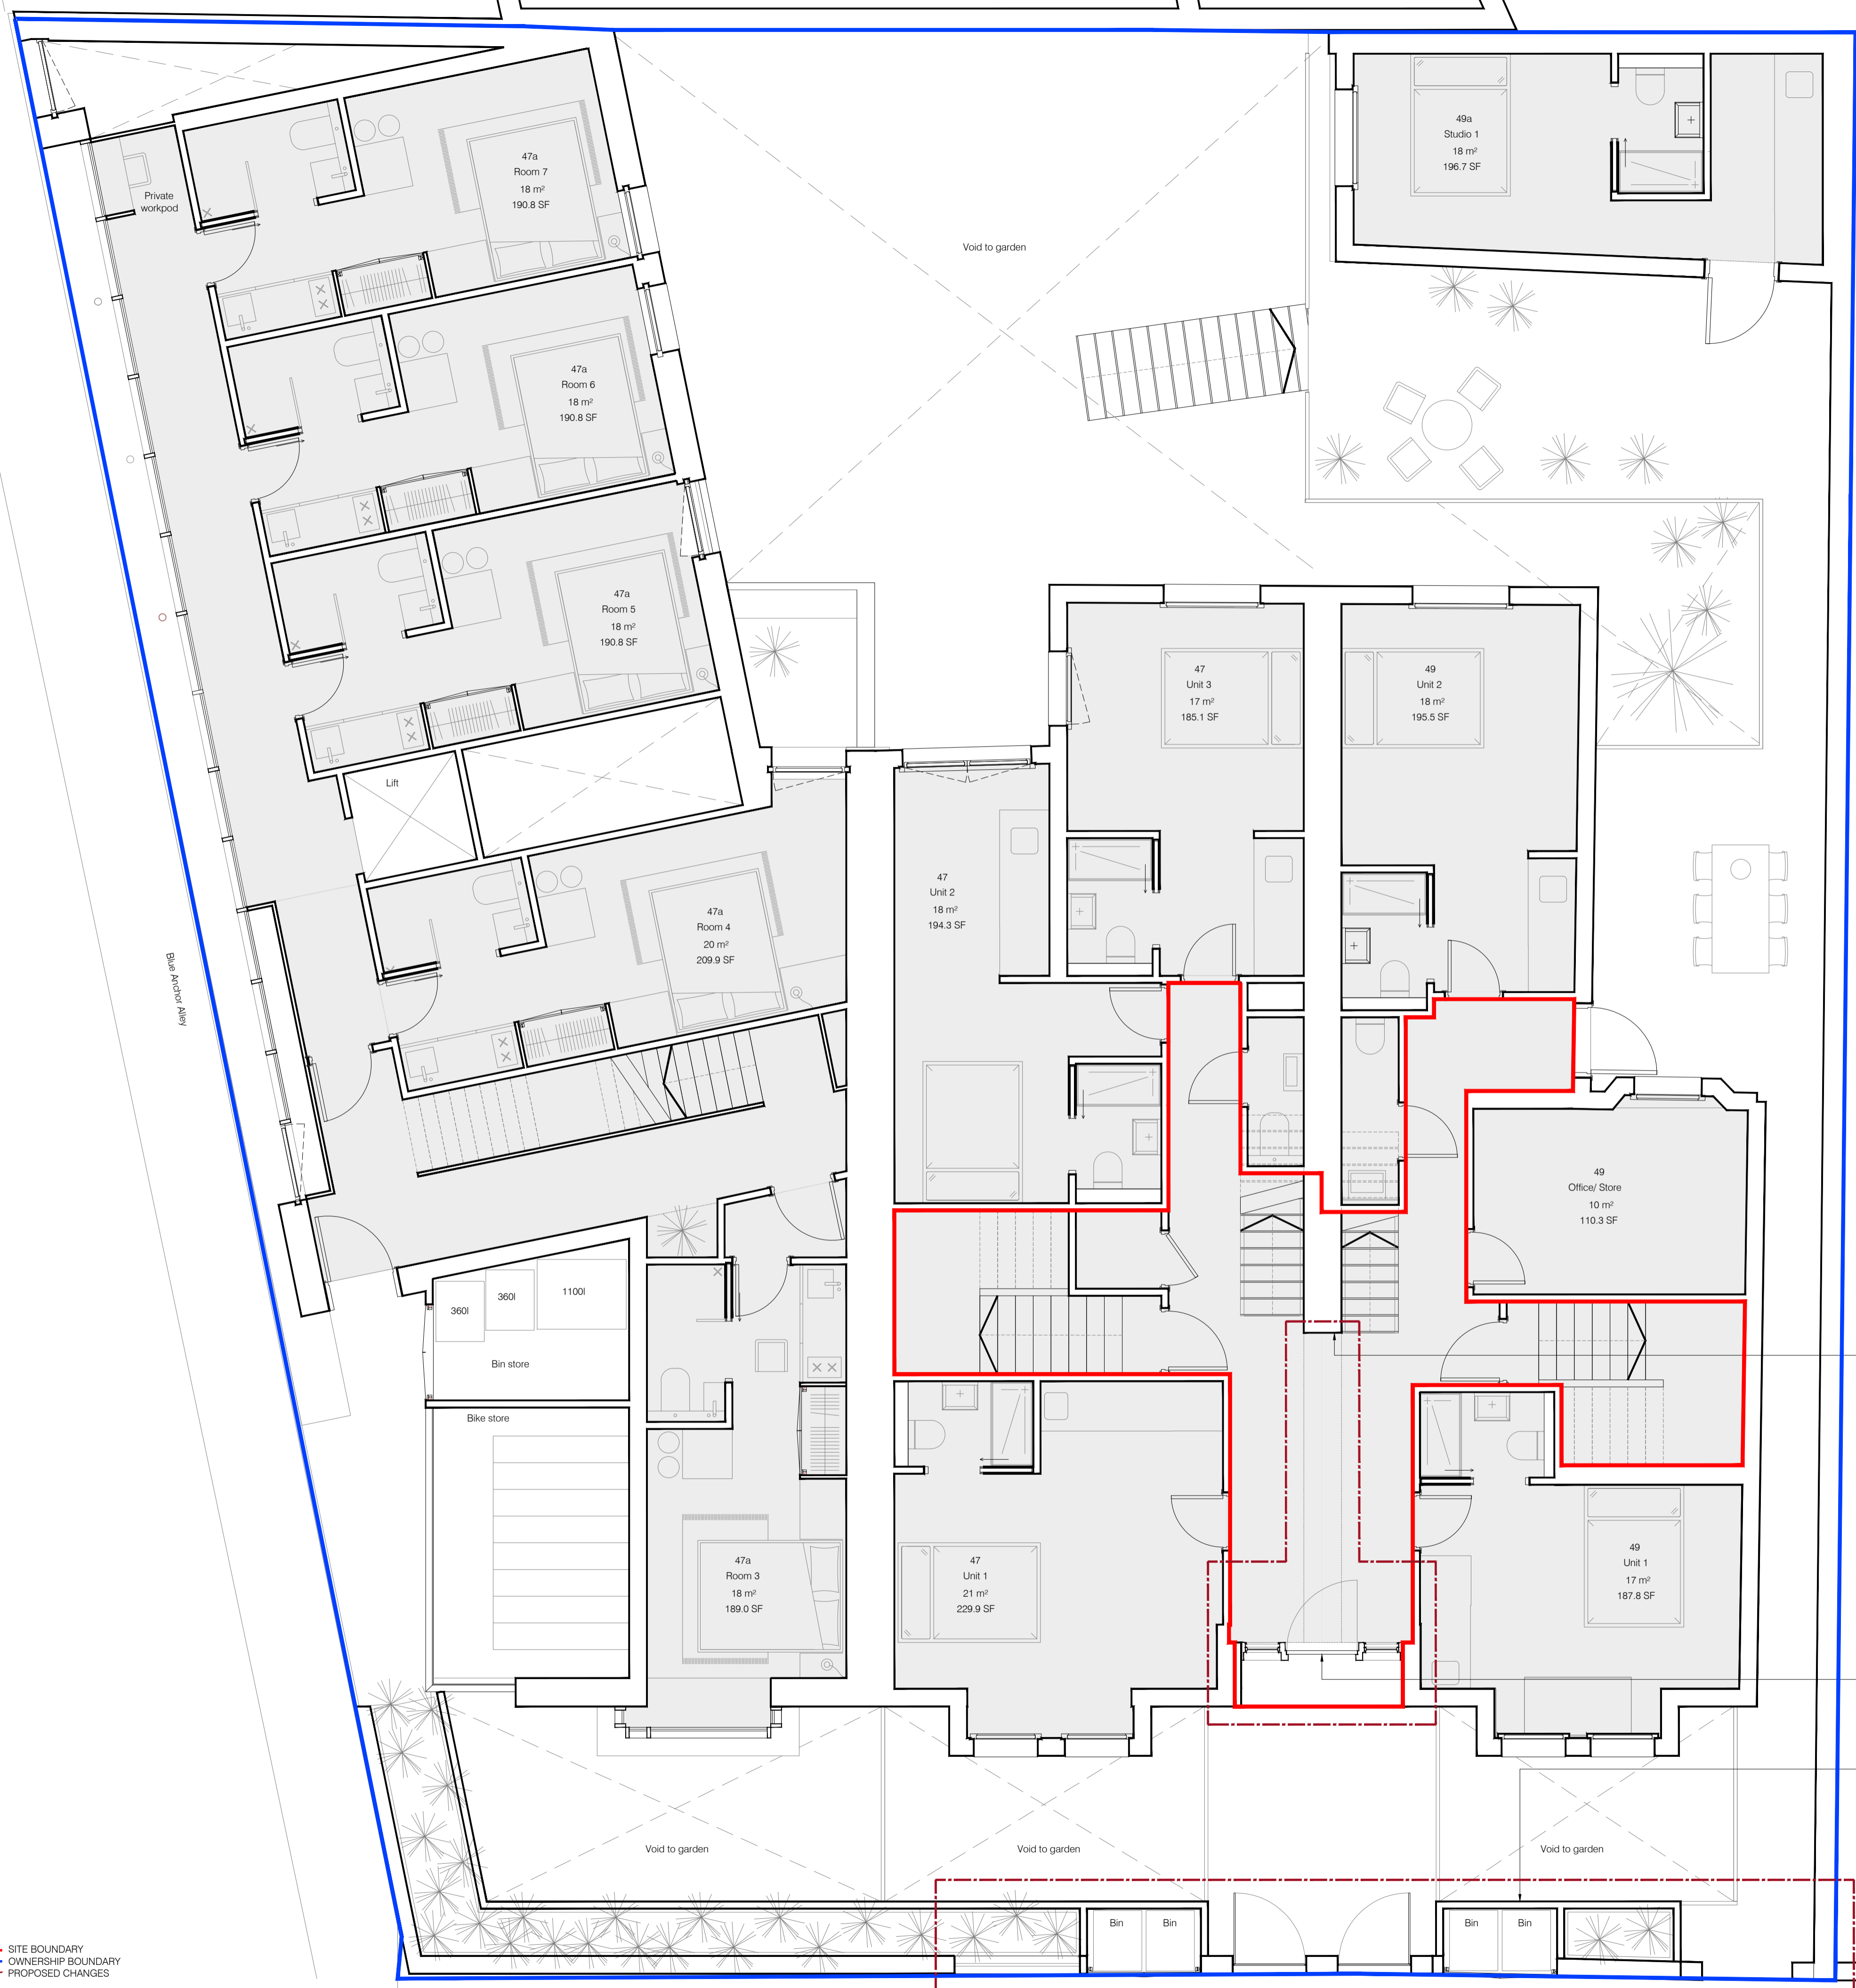 49a
Studio 1
18 m²
196.7 SF
47a
Room 7
18 m²
190.8 SF
Private
workpod
Void to garden
47a
Room 6
18 m²
190.8 SF
47a
Room 5
18 m²
190.8 SF
47
Unit 3
17 m²
185.1 SF
49
Unit 2
18 m²
195.5 SF
Lift
47
Unit 2
18 m²
194.3 SF
47a
Room 4
20 m²
209.9 SF
Blue Anchor Alley
49
Office/ Store
10 m²
110.3 SF
360l
360l
1100l
Bin store
Bike store
47a
Room 3
18 m²
189.0 SF
47
Unit 1
21 m²
229.9 SF
49
Unit 1
17 m²
187.8 SF
Void to garden
Void to garden
Void to garden
Bin
Bin
Bin
Bin
SITE BOUNDARY
OWNERSHIP BOUNDARY
PROPOSED CHANGES